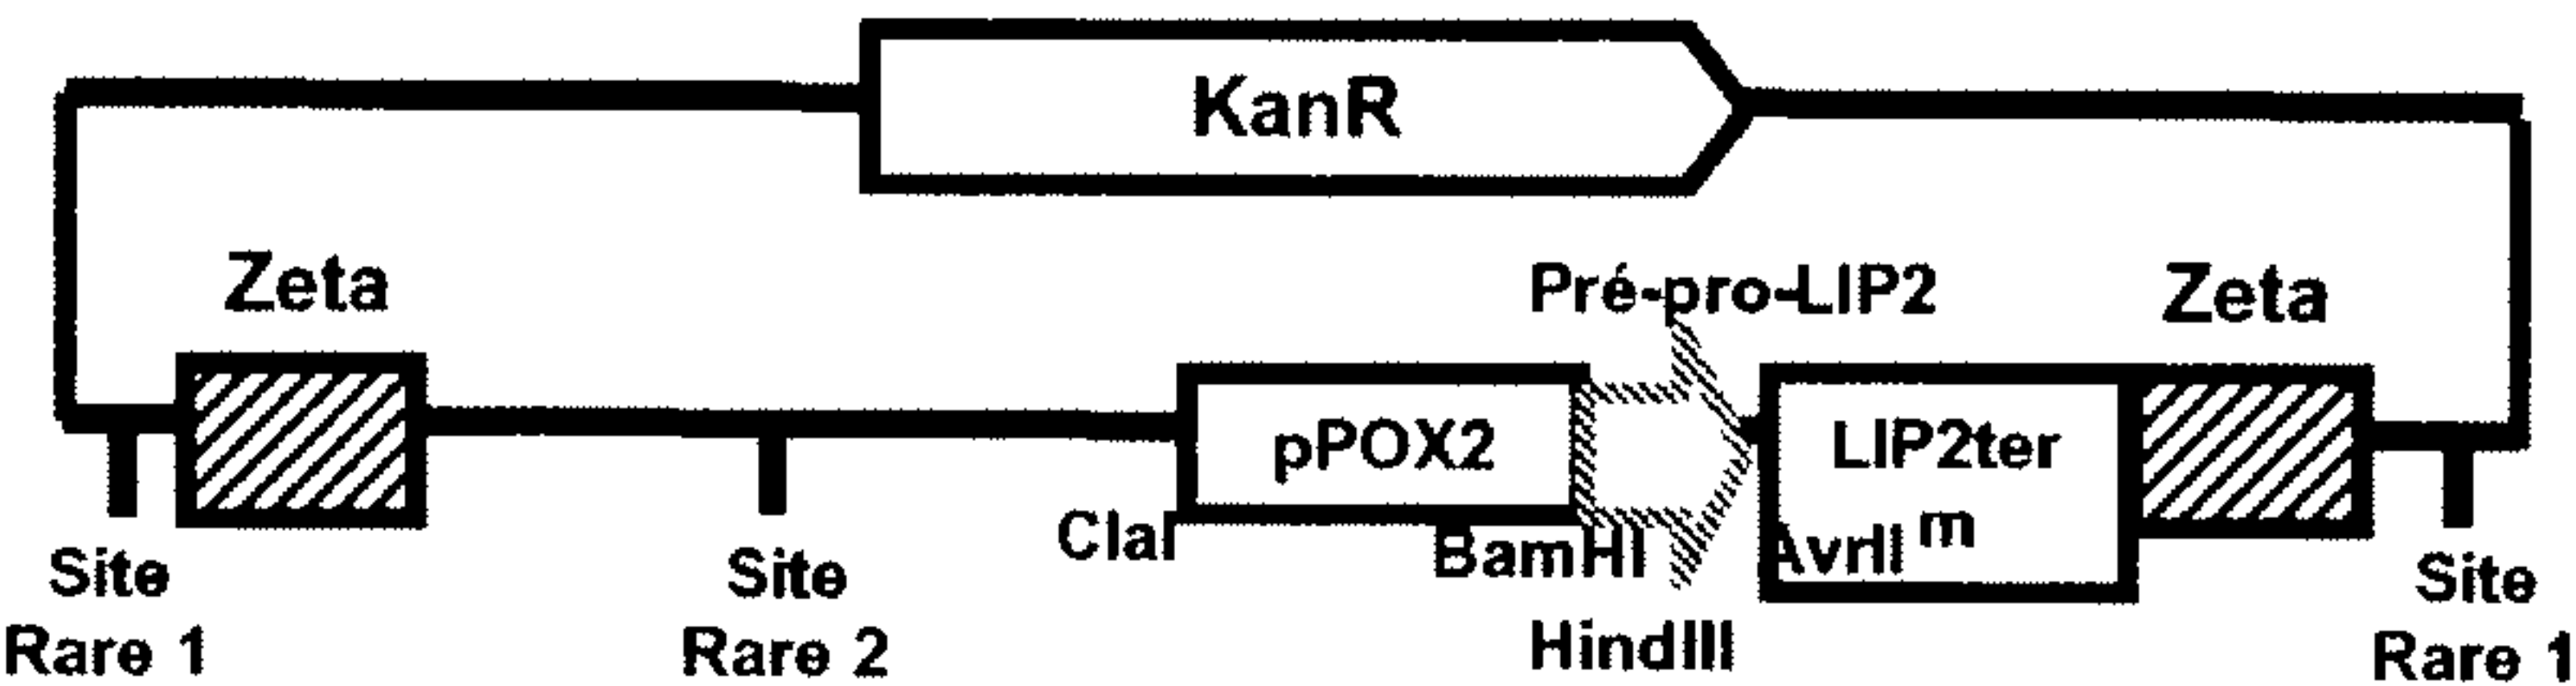 KanR
Zeta
Pré-pro-LIP2
Zeta
pPOX2
LIP2ter
m
ClaI
BamHI
AvrII
HindIII
Site
Rare 1
Site
Rare 2
Site
Rare 1